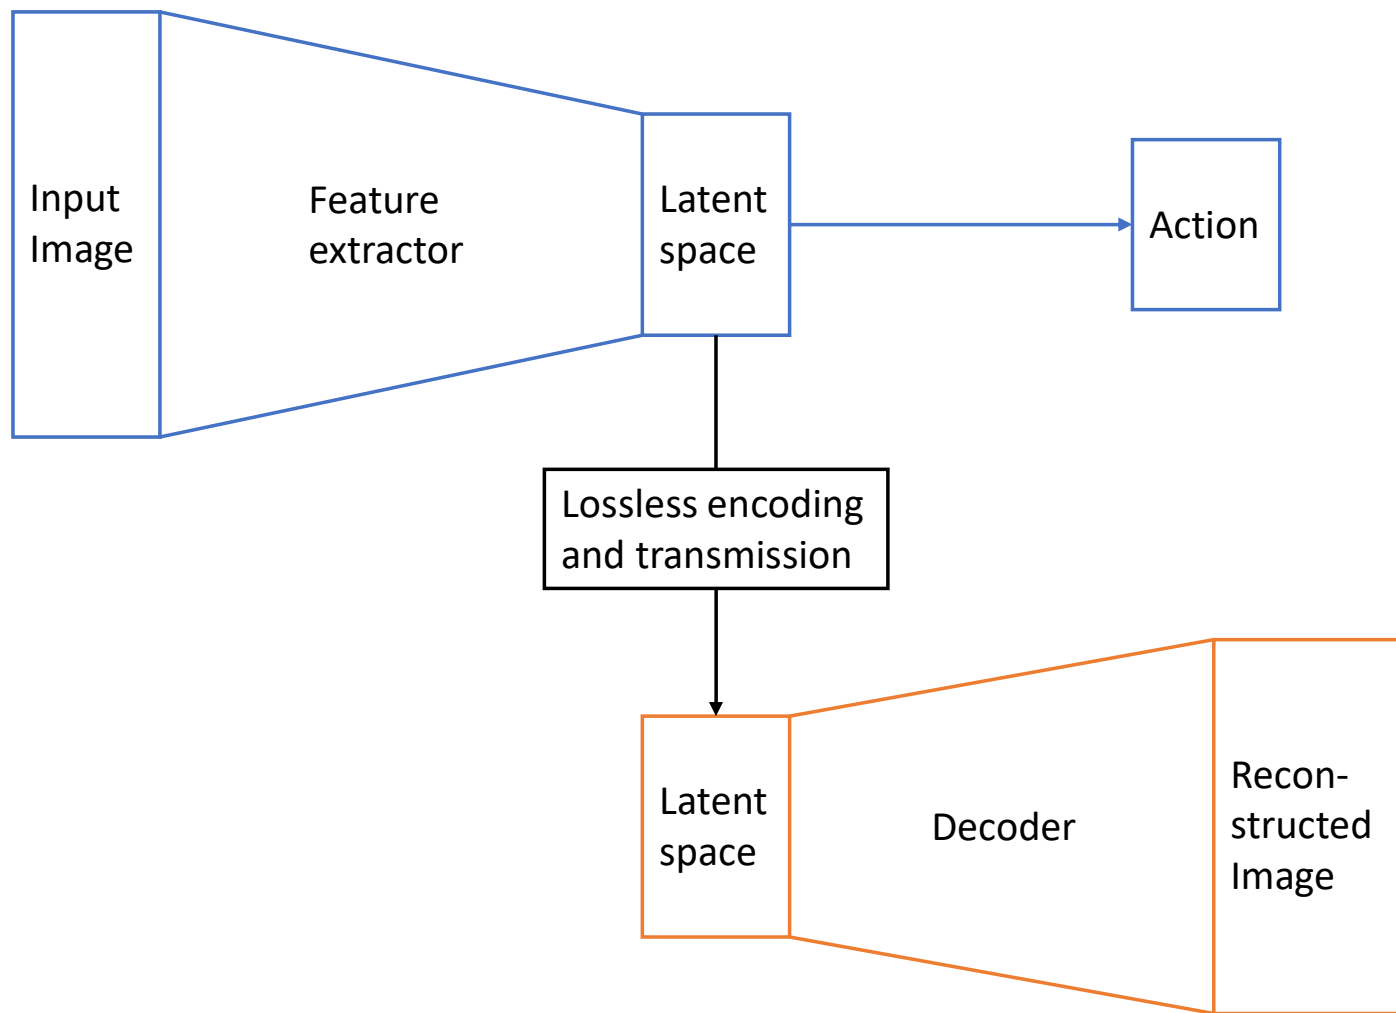 Input
Image
Feature
extractor
Latent
space
Action
Lossless encoding
and transmission
Latent
space
Decoder
Recon-
structed
Image